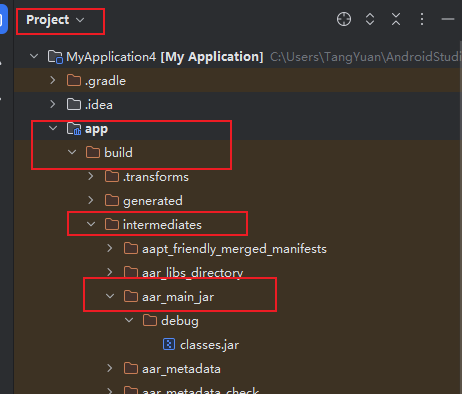 Project
MyApplication4 [My Application] C:\Users\TangYuan\AndroidStudi
.gradle
.idea
app
build
.transforms
generated
intermediates
aapt_friendly_merged_manifests
aar_libs_directory
aar_main_jar
debug
classes.jar
aar_metadata
aar_metadata_check